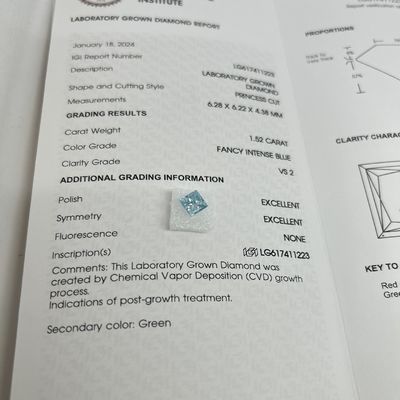 INSTITUTE
LABORATORY GROWN DIAMOND REPORT
January 18, 2024
IGI Report Number LG617411223
Description LABORATORY GROWN DIAMOND
Shape and Cutting Style PRINCESS CUT
Measurements 6.28 X 6.22 X 4.38 MM
GRADING RESULTS
Carat Weight 1.52 CARAT
Color Grade FANCY INTENSE BLUE
Clarity Grade VS 2
ADDITIONAL GRADING INFORMATION
Polish EXCELLENT
Symmetry EXCELLENT
Fluorescence NONE
Inscription(s) LG617411223
Comments: This Laboratory Grown Diamond was
created by Chemical Vapor Deposition (CVD) growth
process.
Indications of post-growth treatment.
Secondary color: Green
PROPORTIONS
CLARITY CHARAC
KEY TO
Red
Gree